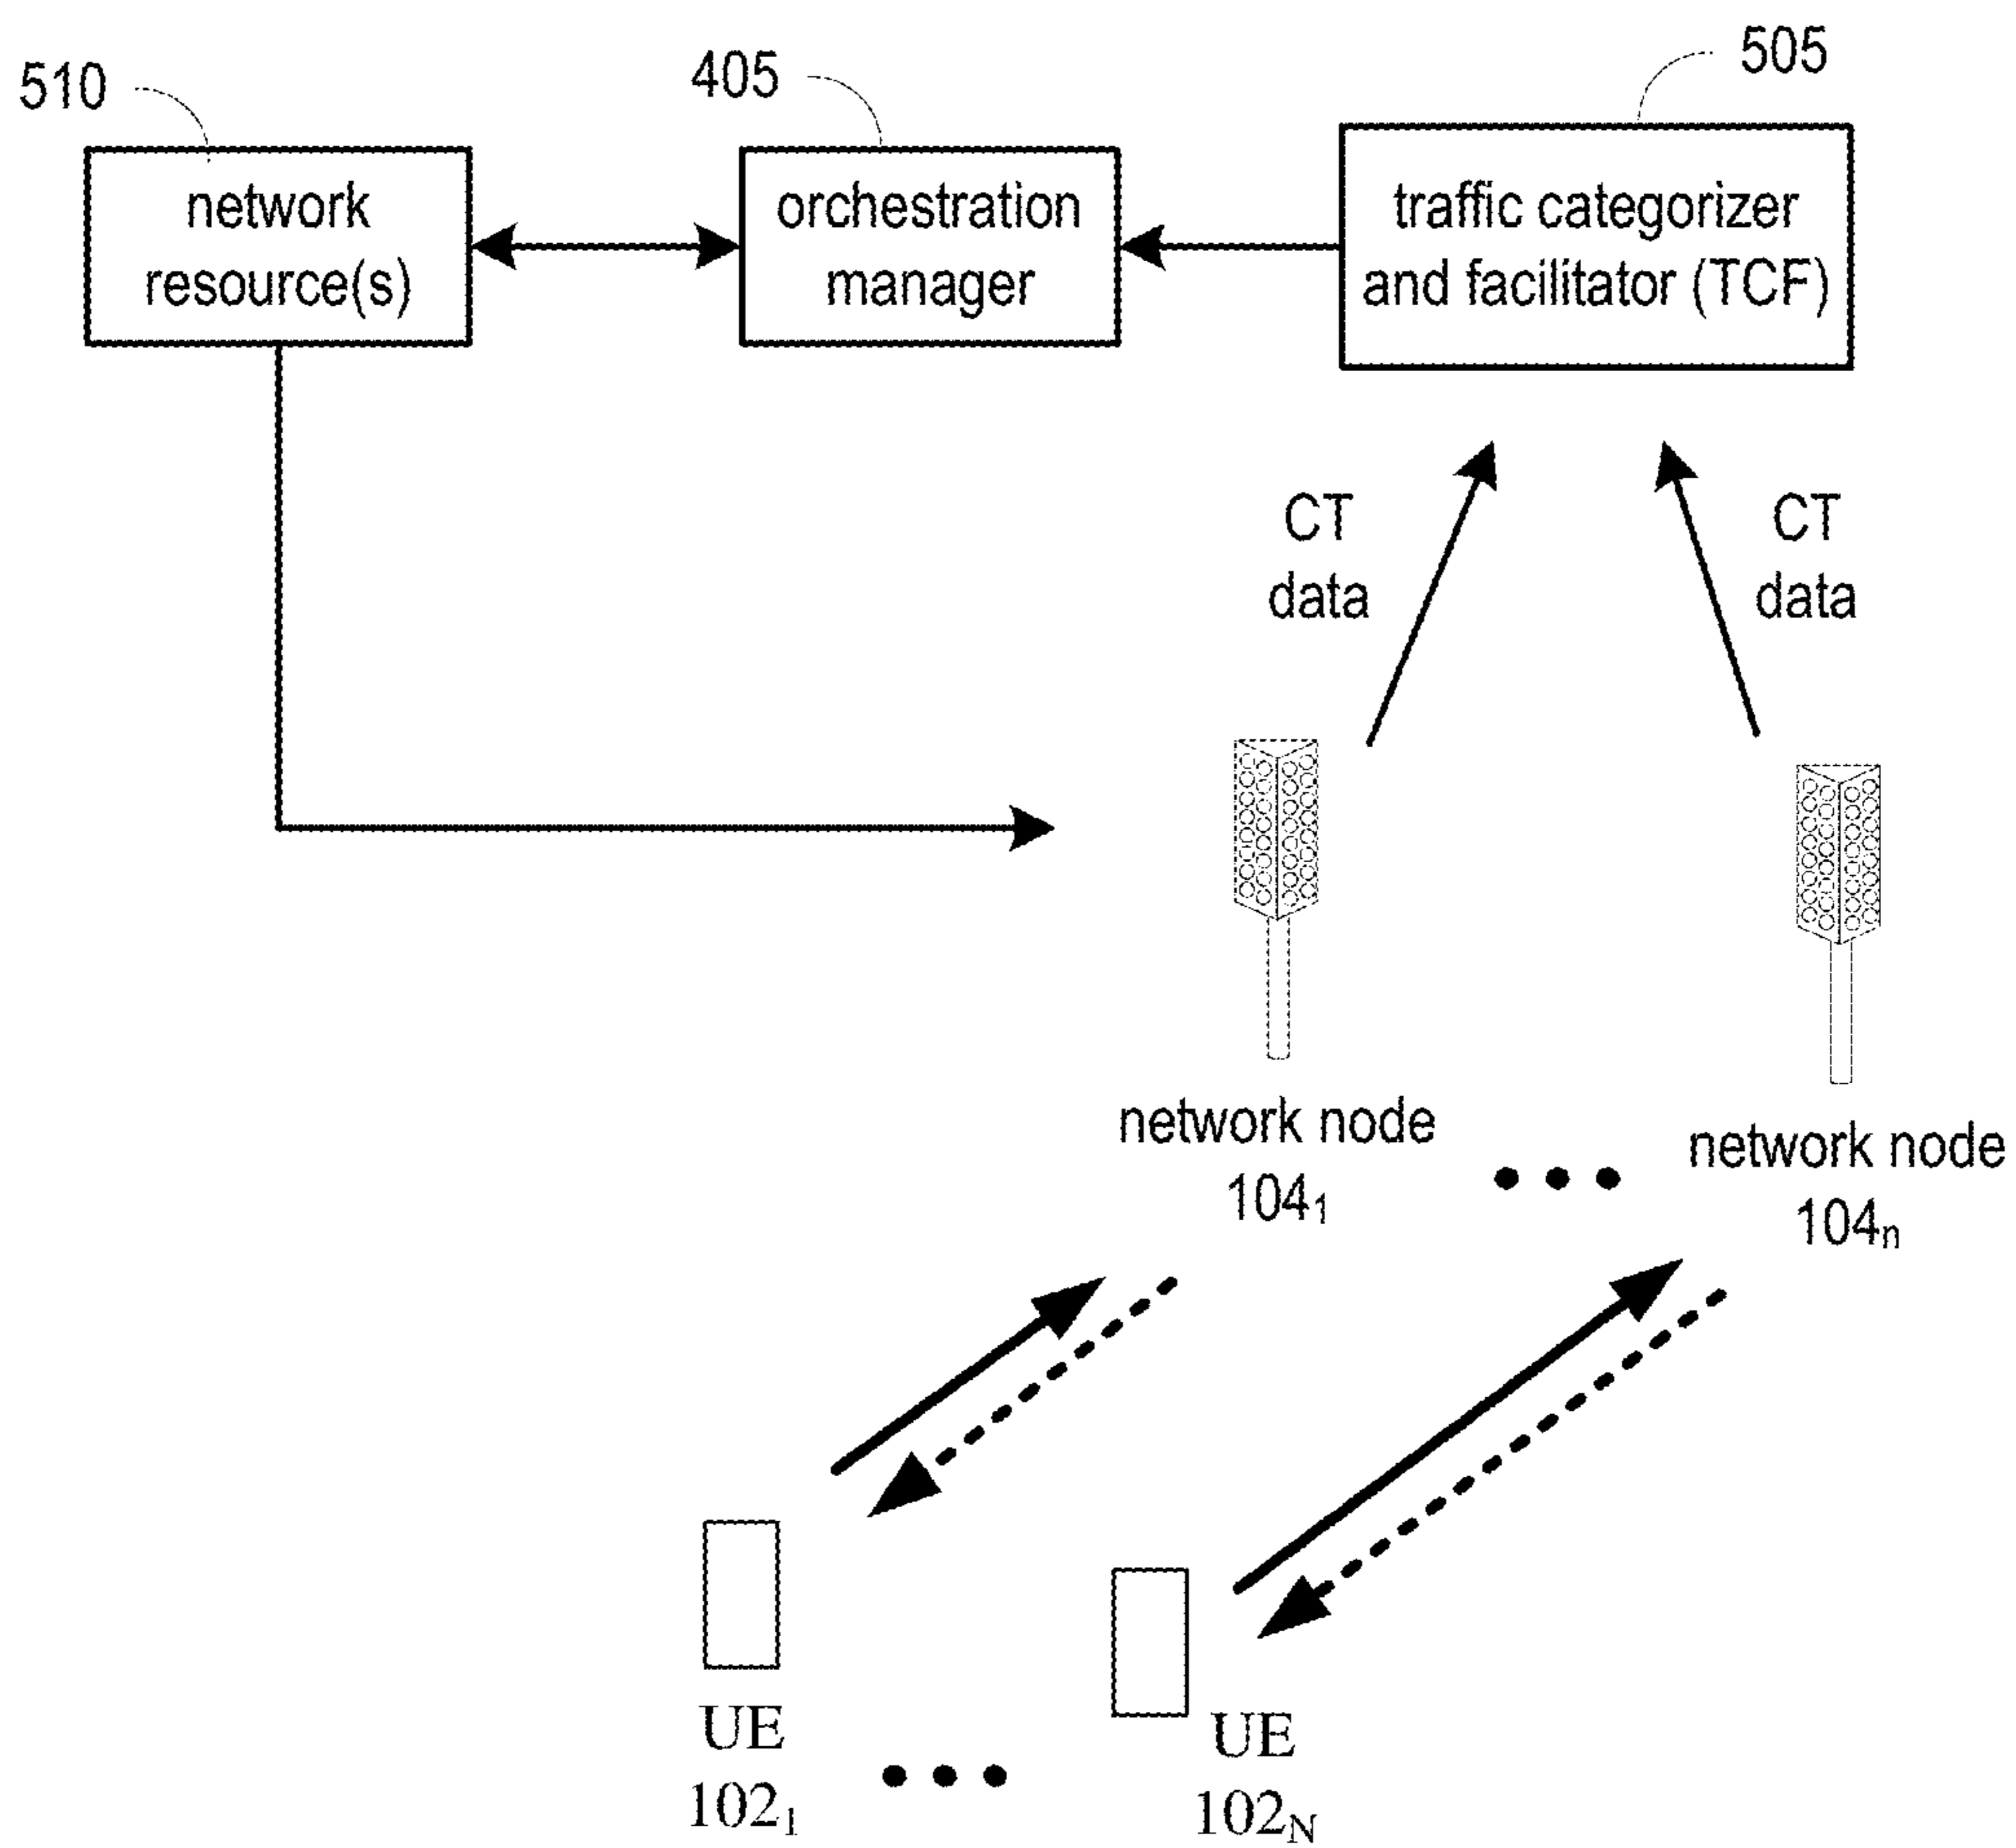 510
405
505
network
resource(s)
orchestration
manager
traffic categorizer
and facilitator (TCF)
CT
data
CT
data
network node
104₁
network node
104ₙ
UE
102₁
UE
102_N